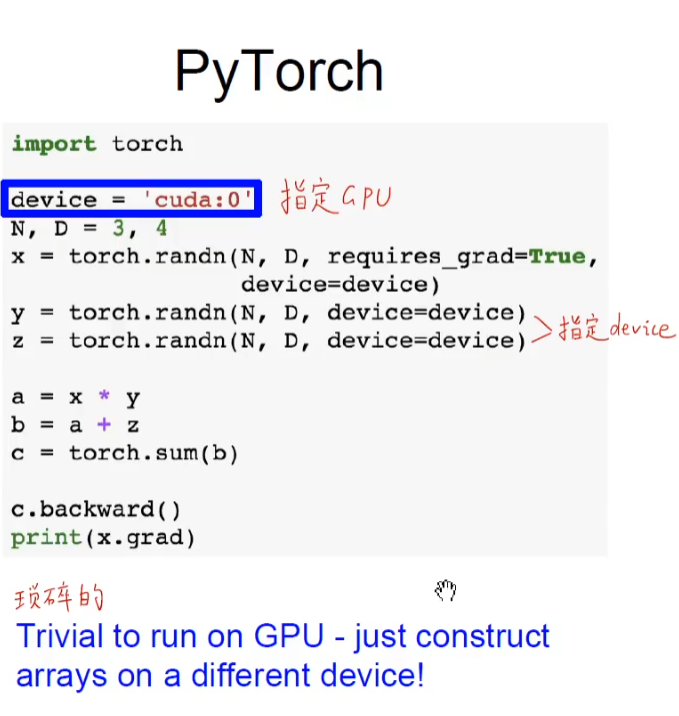 PyTorch
import torch
device = 'cuda:0' 指定GPU
N, D = 3, 4
x = torch.randn(N, D, requires_grad=True,
device=device)
y = torch.randn(N, D, device=device)
z = torch.randn(N, D, device=device) 指定device
a = x * y
b = a + z
c = torch.sum(b)
c.backward()
print(x.grad)
琐碎的
Trivial to run on GPU - just construct
arrays on a different device!